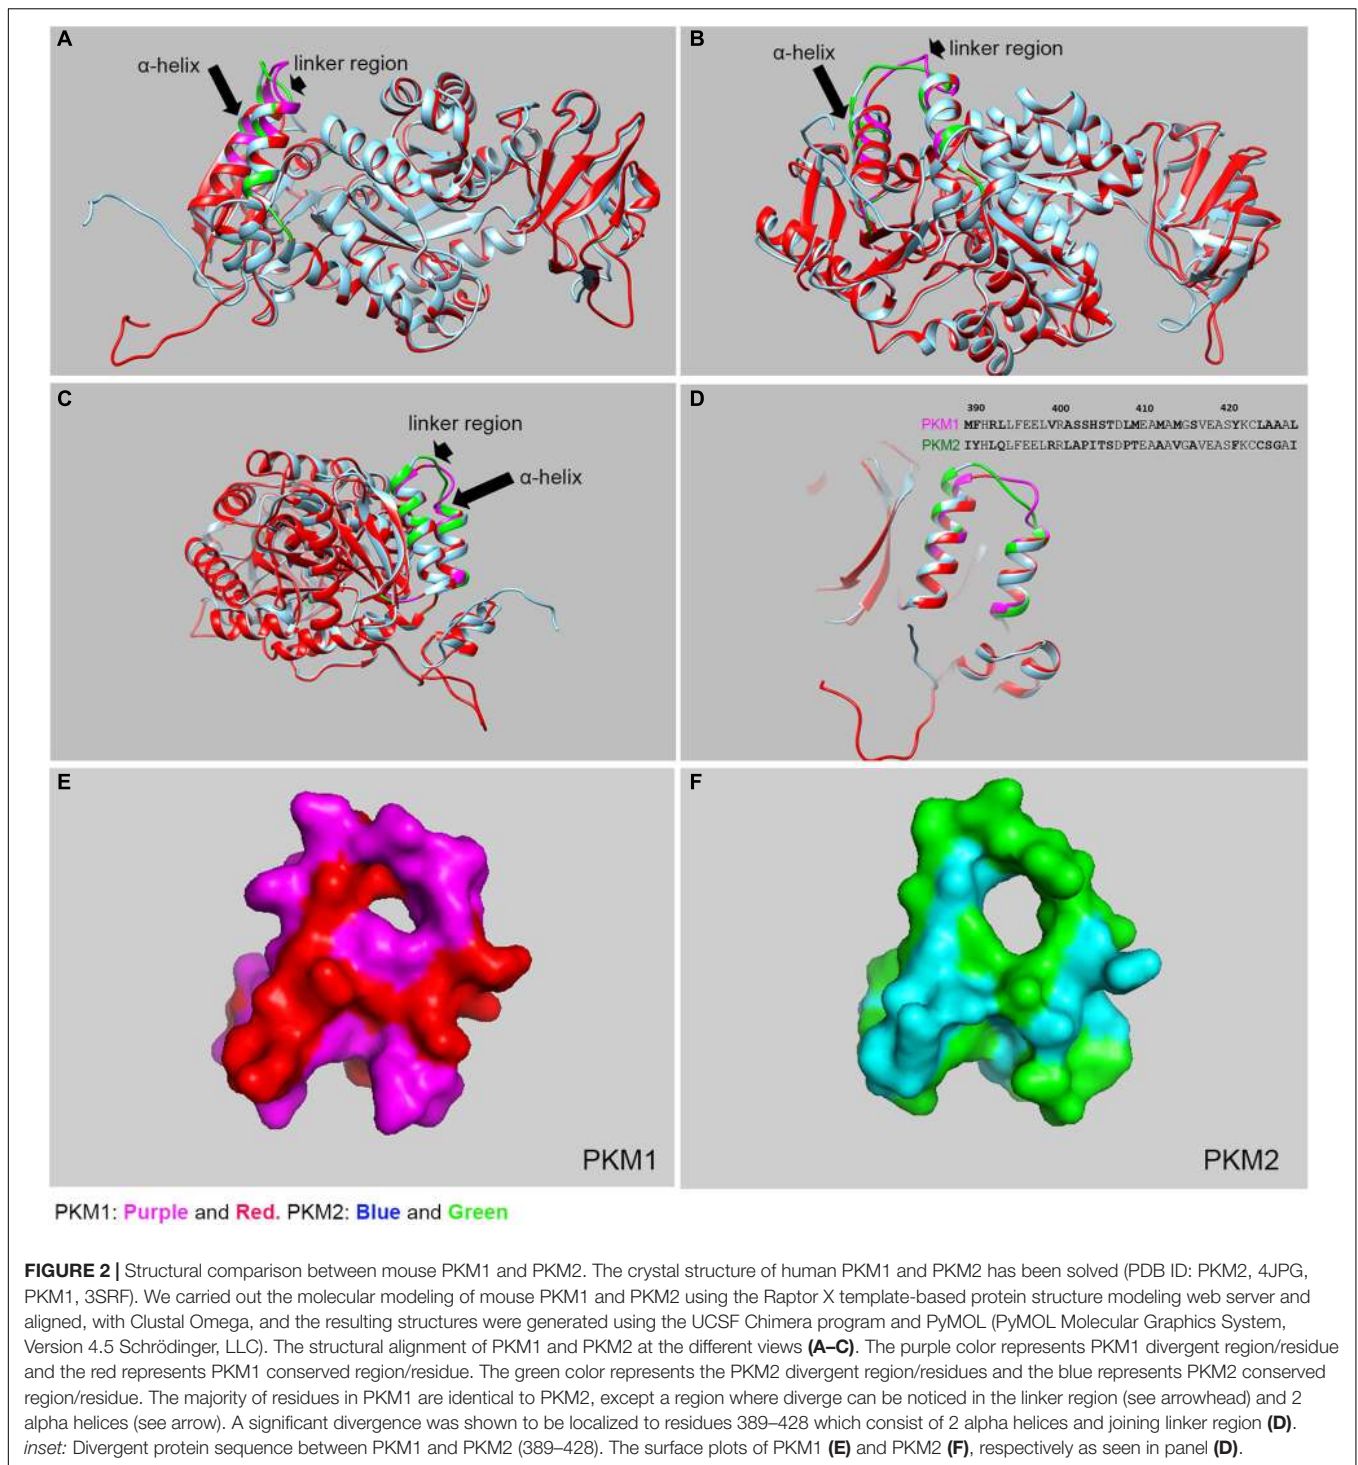 A
α-helix
linker region
B
α-helix
linker region
C
linker region
α-helix
D
390 400 410 420
PKM1 MFHRLLFEELVRASSHSTDLMEAMAMGSVEASYKCLAAAL
PKM2 IYHLQLFEELRRLAPITSDPTEAAAVGAVEASFKCCSGAI
E
PKM1
F
PKM2
PKM1: Purple and Red. PKM2: Blue and Green
FIGURE 2 | Structural comparison between mouse PKM1 and PKM2. The crystal structure of human PKM1 and PKM2 has been solved (PDB ID: PKM2, 4JPG,
PKM1, 3SRF). We carried out the molecular modeling of mouse PKM1 and PKM2 using the Raptor X template-based protein structure modeling web server and
aligned, with Clustal Omega, and the resulting structures were generated using the UCSF Chimera program and PyMOL (PyMOL Molecular Graphics System,
Version 4.5 Schrödinger, LLC). The structural alignment of PKM1 and PKM2 at the different views (A–C). The purple color represents PKM1 divergent region/residue
and the red represents PKM1 conserved region/residue. The green color represents the PKM2 divergent region/residues and the blue represents PKM2 conserved
region/residue. The majority of residues in PKM1 are identical to PKM2, except a region where diverge can be noticed in the linker region (see arrowhead) and 2
alpha helices (see arrow). A significant divergence was shown to be localized to residues 389–428 which consist of 2 alpha helices and joining linker region (D).
inset: Divergent protein sequence between PKM1 and PKM2 (389–428). The surface plots of PKM1 (E) and PKM2 (F), respectively as seen in panel (D).